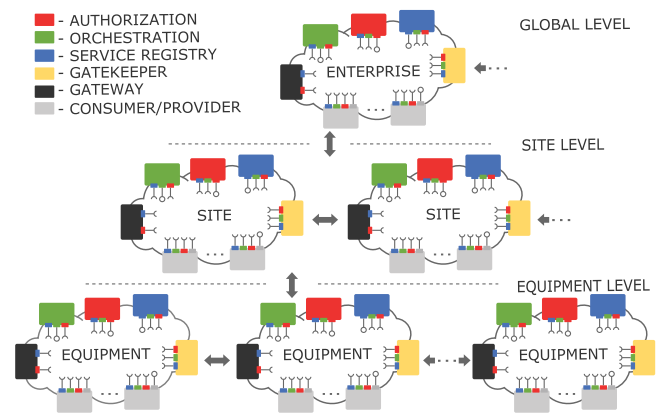 - AUTHORIZATION
- ORCHESTRATION
- SERVICE REGISTRY
- GATEKEEPER
- GATEWAY
- CONSUMER/PROVIDER
GLOBAL LEVEL
ENTERPRISE
SITE LEVEL
SITE
SITE
EQUIPMENT LEVEL
EQUIPMENT
EQUIPMENT
EQUIPMENT